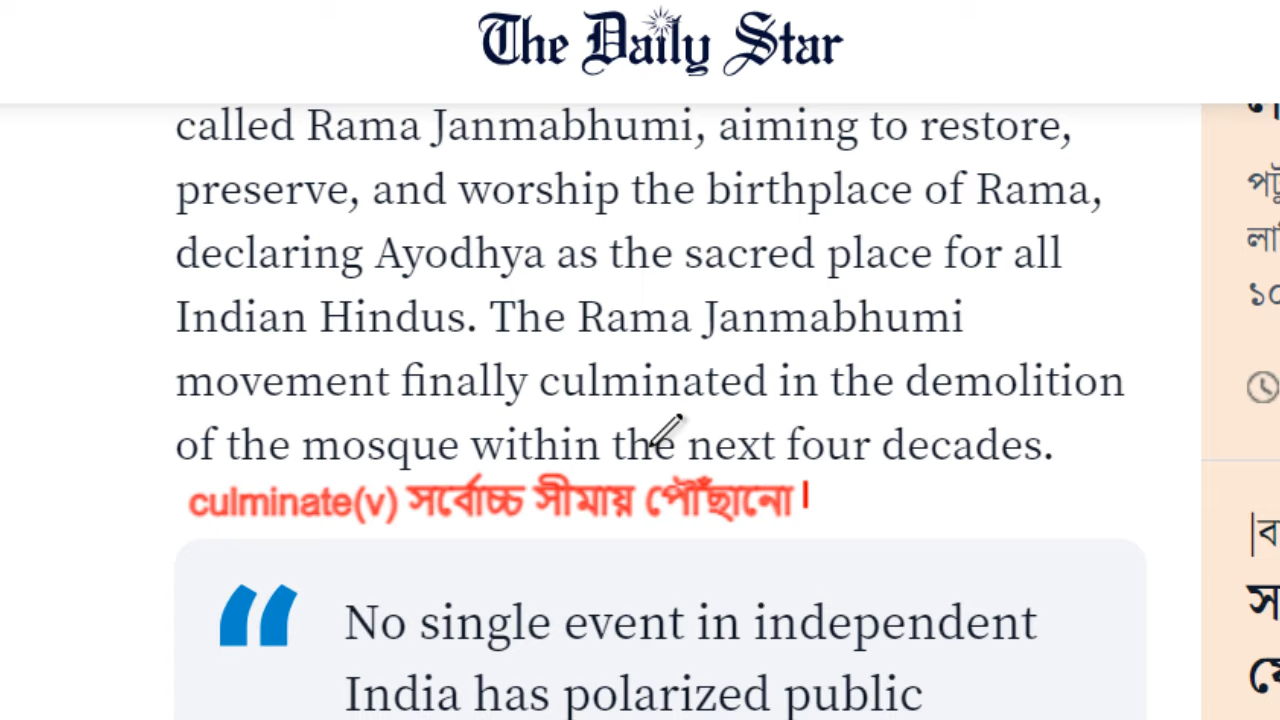 The Daily Star
called Rama Janmabhumi, aiming to restore,
preserve, and worship the birthplace of Rama,
declaring Ayodhya as the sacred place for all
Indian Hindus. The Rama Janmabhumi
movement finally culminated in the demolition
of the mosque within the next four decades.
culminate(v) সর্বোচ্চ সীমায় পৌঁছানো।
“
No single event in independent
India has polarized public